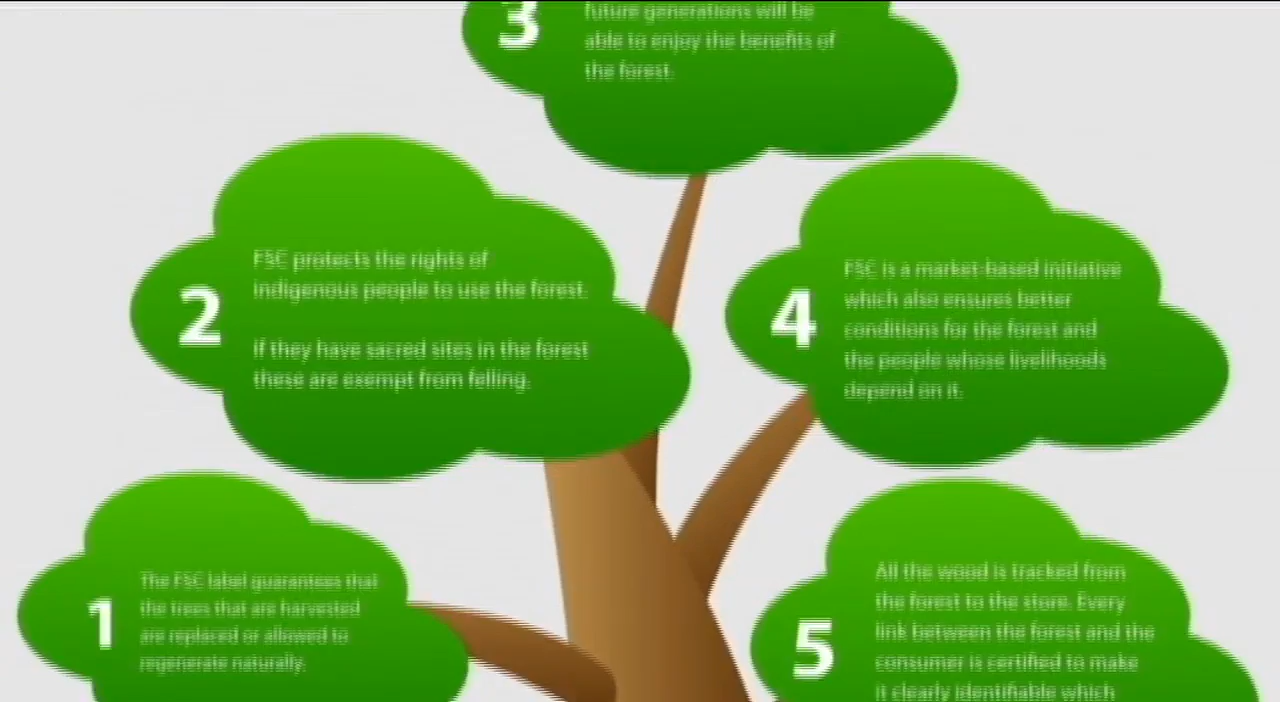 3
future generations will be
able to enjoy the benefits of
the forest.
2
FSC protects the rights of
indigenous people to use the forest.
If they have sacred sites in the forest
these are exempt from felling.
4
FSC is a market-based initiative
which also ensures better
conditions for the forest and
the people whose livelihoods
depend on it.
1
The FSC label guarantees that
the trees that are harvested
are replaced or allowed to
regenerate naturally.
5
All the wood is tracked from
the forest to the store. Every
link between the forest and the
consumer is certified to make
it clearly identifiable which